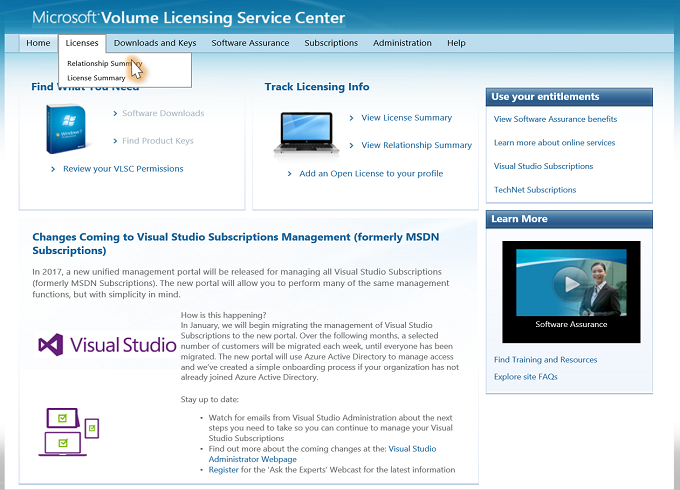 Microsoft® Volume Licensing Service Center
Home Licenses Downloads and Keys Software Assurance Subscriptions Administration Help
Relationship Summary
License Summary
Find What You Need
Software Downloads
Find Product Keys
Review your VLSC Permissions
Track Licensing Info
View License Summary
View Relationship Summary
Add an Open License to your profile
Use your entitlements
View Software Assurance benefits
Learn more about online services
Visual Studio Subscriptions
TechNet Subscriptions
Learn More
Software Assurance
Find Training and Resources
Explore site FAQs
Changes Coming to Visual Studio Subscriptions Management (formerly MSDN
Subscriptions)
In 2017, a new unified management portal will be released for managing all Visual Studio Subscriptions
(formerly MSDN Subscriptions). The new portal will allow you to perform many of the same management
functions, but with simplicity in mind.
Visual Studio
How is this happening?
In January, we will begin migrating the management of Visual Studio
Subscriptions to the new portal. Over the following months, a selected
number of customers will be migrated each week, until everyone has been
migrated. The new portal will use Azure Active Directory to manage access
and we've created a simple onboarding process if your organization has not
already joined Azure Active Directory.
Stay up to date:
• Watch for emails from Visual Studio Administration about the next
steps you need to take so you can continue to manage your Visual
Studio Subscriptions
• Find out more about the coming changes at the: Visual Studio
Administrator Webpage
• Register for the 'Ask the Experts' Webcast for the latest information